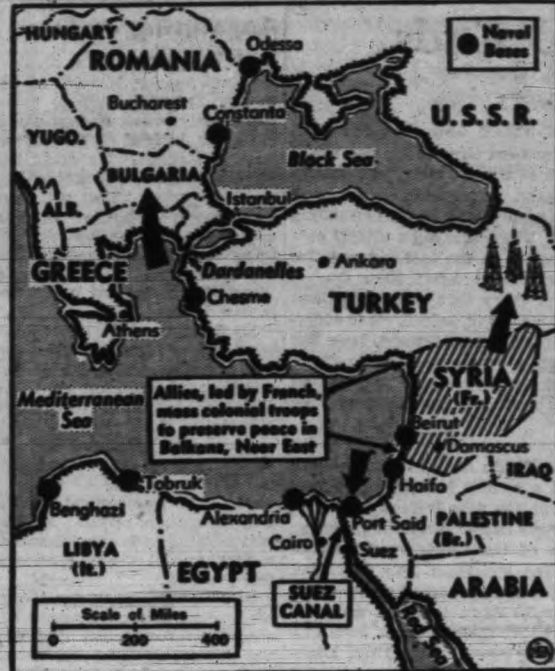 HUNGARY
ROMANIA
Odessa
Naval
Bases
Bucharest
Constanta
U. S. S. R.
YUGO.
Black Sea
BULGARIA
Istanbul
ALB.
GREECE
Dardanelles
Ankara
Chesme
TURKEY
Athens
Mediterranean
Sea
Allies, led by French,
mass colonial troops
to preserve peace in
Balkans, Near East
SYRIA
(Fr.)
Beirut
Damascus
IRAQ
Haifa
Tobruk
Benghazi
Alexandria
Port Said
PALESTINE
(Br.)
Cairo
Suez
LIBYA
(It.)
EGYPT
SUEZ
CANAL
ARABIA
Red Sea
Scale of Miles
0 200 400